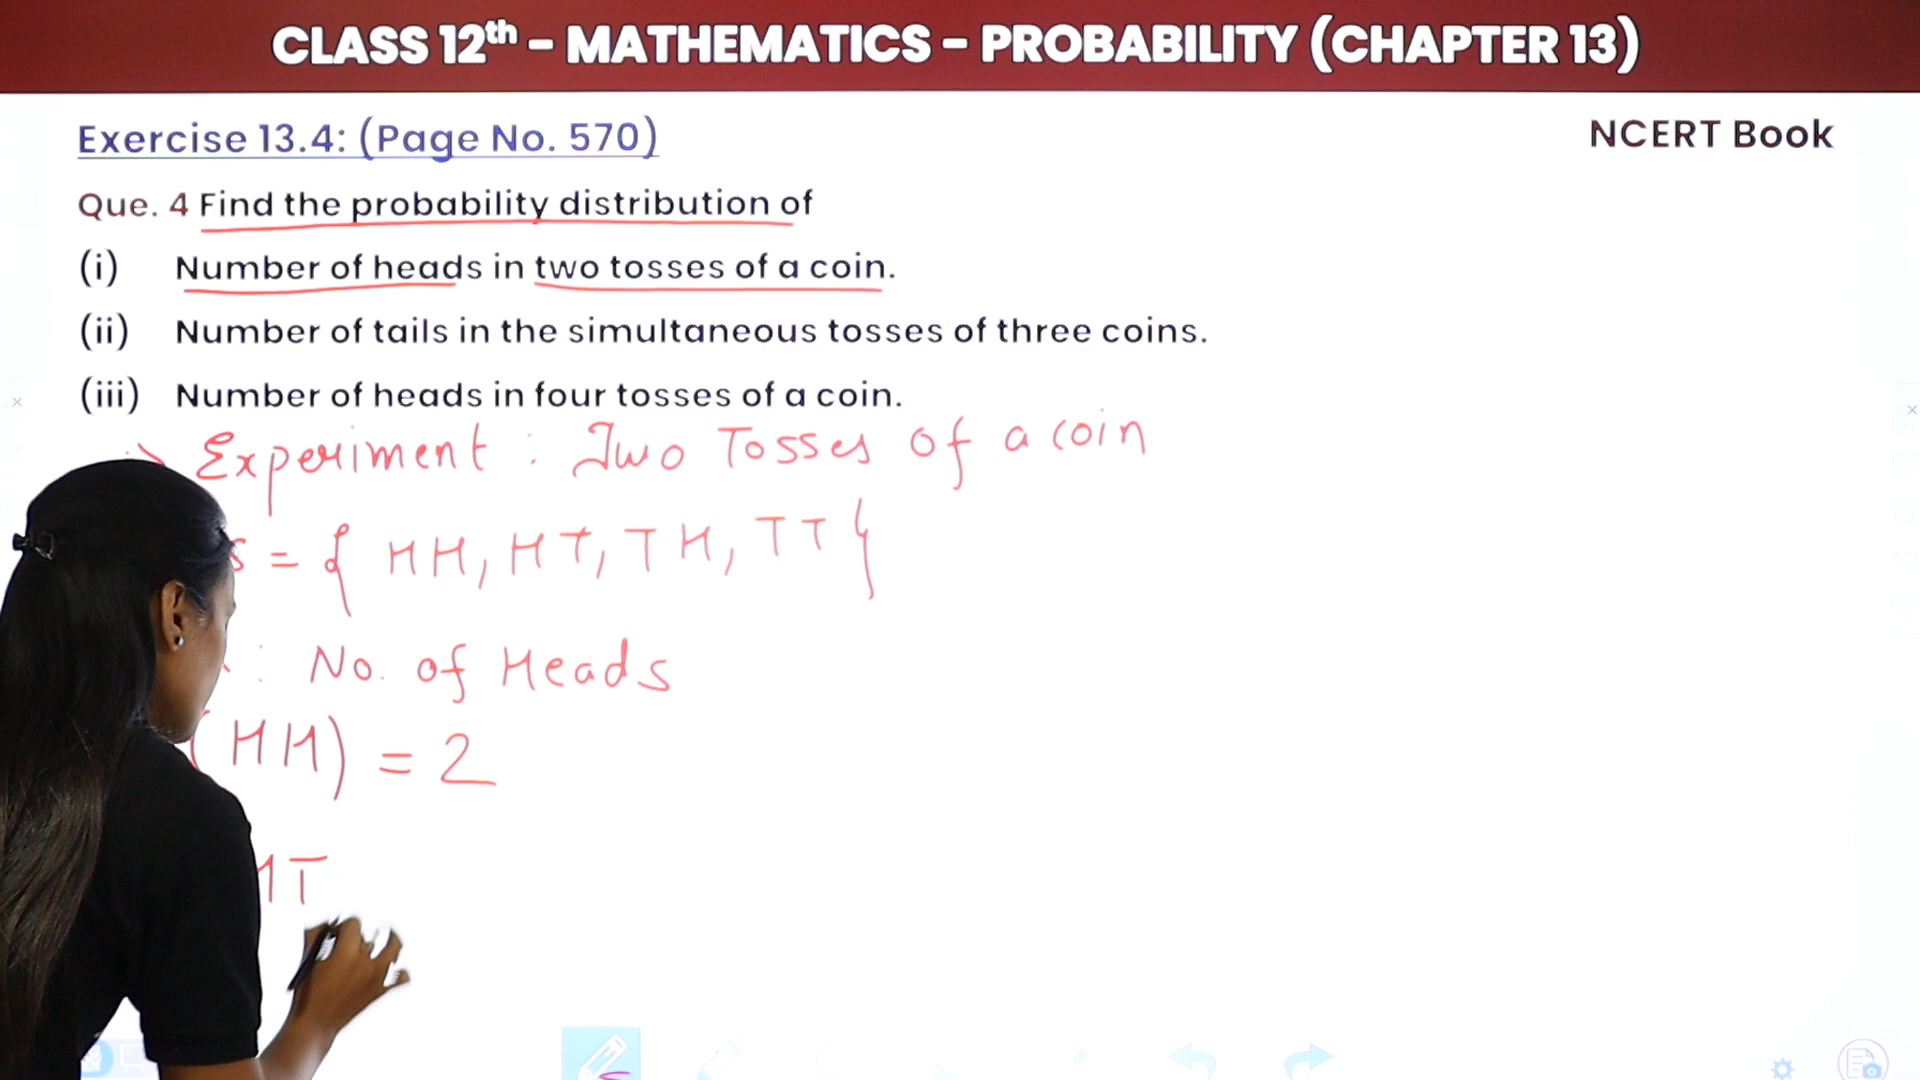 CLASS 12th – MATHEMATICS – PROBABILITY (CHAPTER 13)
Exercise 13.4: (Page No. 570)
NCERT Book
Que. 4 Find the probability distribution of
(i) Number of heads in two tosses of a coin.
(ii) Number of tails in the simultaneous tosses of three coins.
(iii) Number of heads in four tosses of a coin.
Experiment : Two Tosses of a coin
S = { HH, HT, TH, TT }
: No. of Heads
(HH) = 2
HT